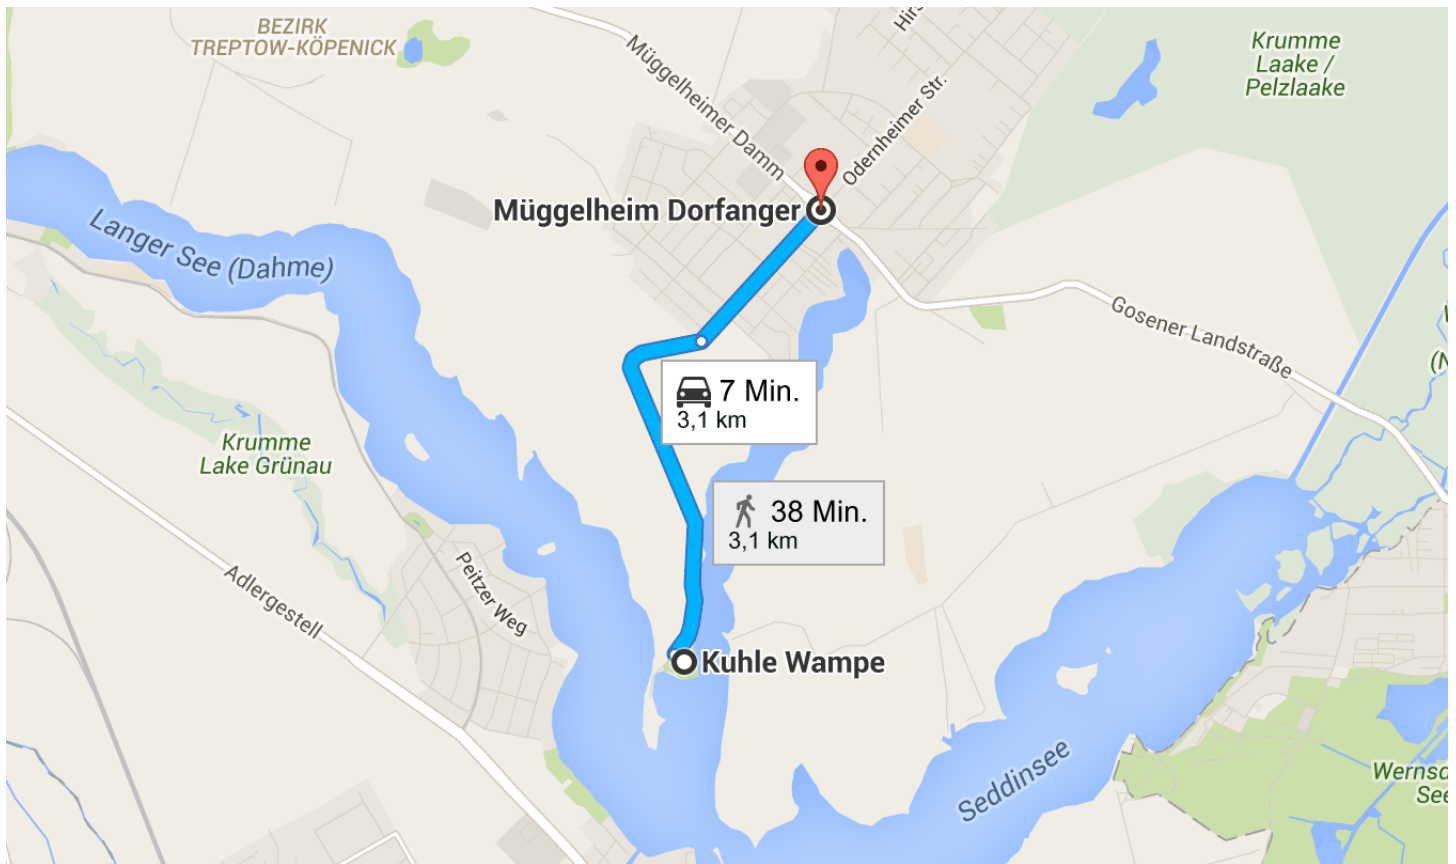 BEZIRK
TREPTOW-KÖPENICK
Müggelheimer Damm
Odernheimer Str.
Krumme
Laake /
Pelzlaake
Müggelheim Dorfanger
Langer See (Dahme)
Gosener Landstraße
7 Min.
3,1 km
Krumme
Lake Grünau
38 Min.
3,1 km
Peitzer Weg
Adlergestell
Kuhle Wampe
Seddinsee